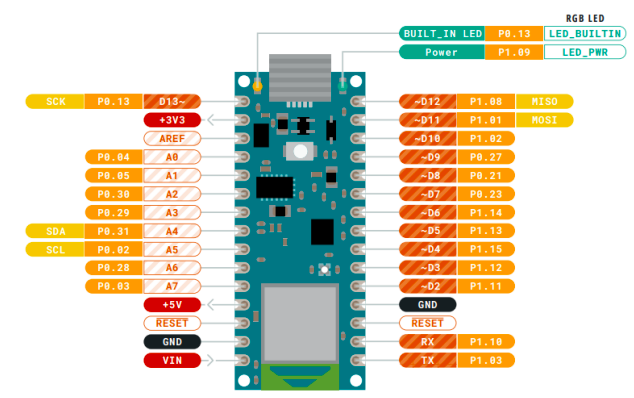 RGB LED
BUILT_IN LED P0.13 LED_BUILTIN
Power P1.09 LED_PWR
SCK P0.13 D13~
+3V3
AREF
P0.04 A0
P0.05 A1
P0.30 A2
P0.29 A3
SDA P0.31 A4
SCL P0.02 A5
P0.28 A6
P0.03 A7
+5V
RESET
GND
VIN
~D12 P1.08 MISO
~D11 P1.01 MOSI
~D10 P1.02
~D9 P0.27
~D8 P0.21
~D7 P0.23
~D6 P1.14
~D5 P1.13
~D4 P1.15
~D3 P1.12
~D2 P1.11
GND
RESET
RX P1.10
TX P1.03